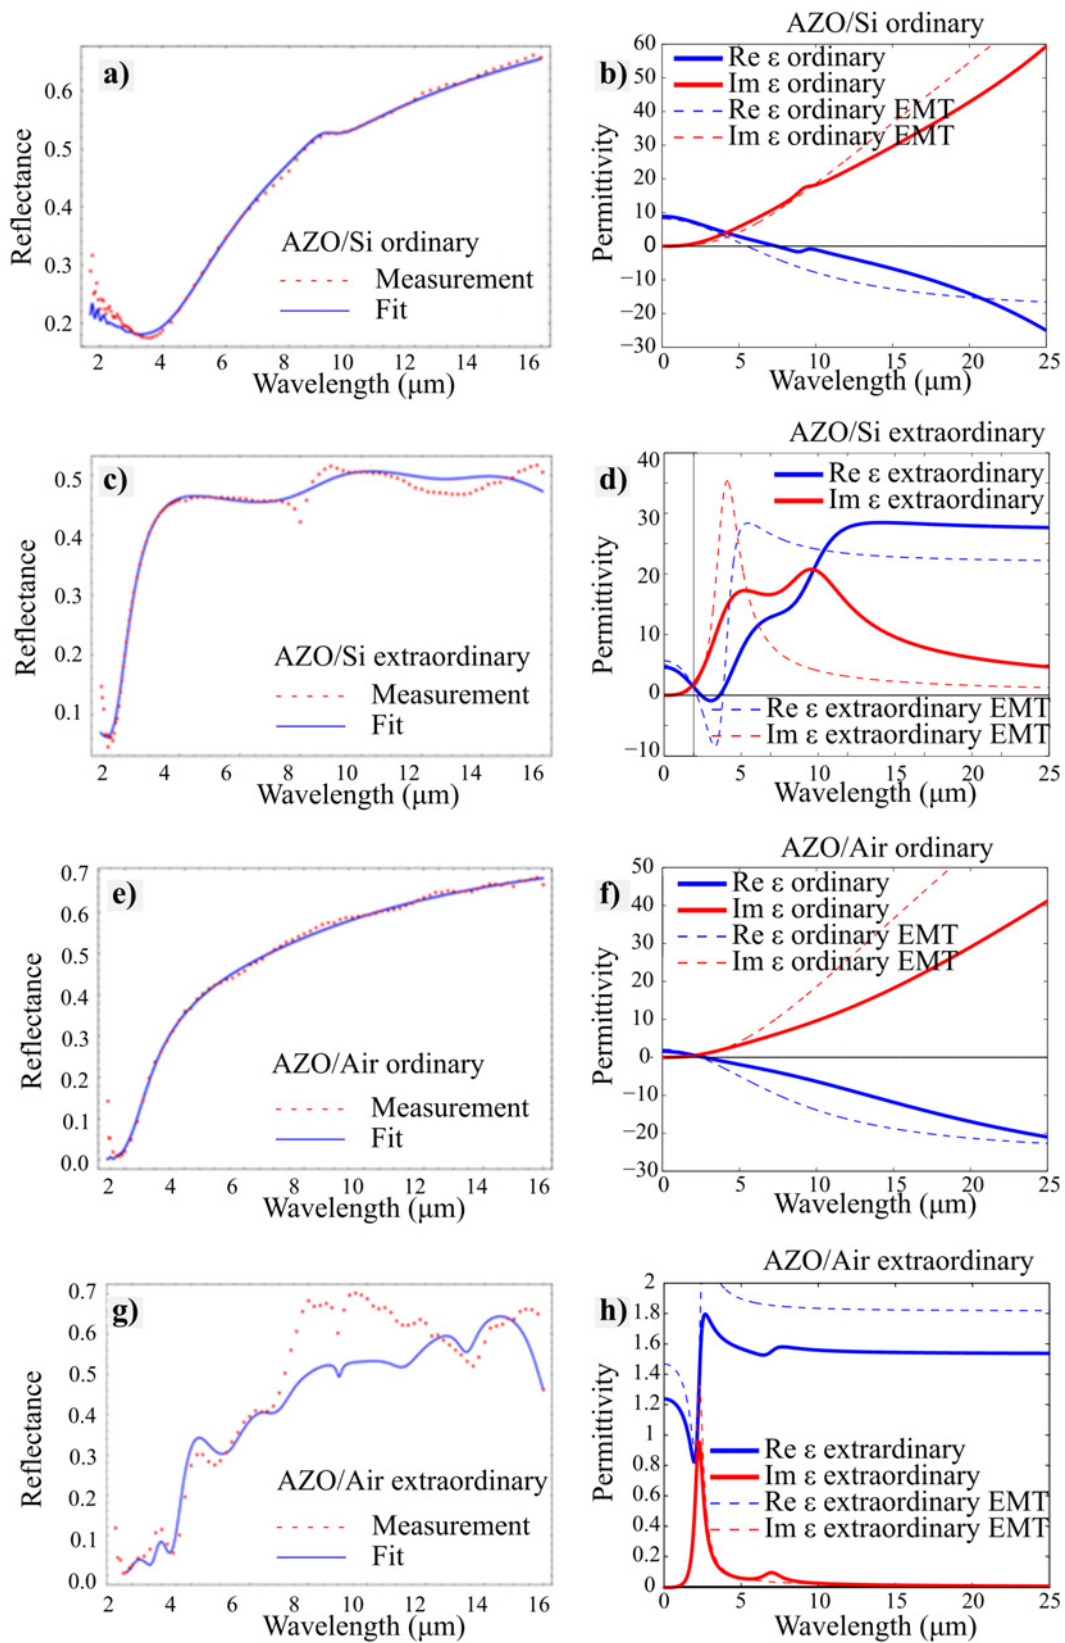 a)
Reflectance
0.6
0.5
0.4
0.3
0.2
AZO/Si ordinary
Measurement
Fit
2 4 6 8 10 12 14 16
Wavelength (μm)
AZO/Si ordinary
b)
Permittivity
60
50
40
30
20
10
0
−10
−20
−30
Re ε ordinary
Im ε ordinary
Re ε ordinary EMT
Im ε ordinary EMT
0 5 10 15 20 25
Wavelength (μm)
c)
Reflectance
0.5
0.4
0.3
0.2
0.1
AZO/Si extraordinary
Measurement
Fit
2 4 6 8 10 12 14 16
Wavelength (μm)
AZO/Si extraordinary
d)
Permittivity
40
30
20
10
0
−10
Re ε extraordinary
Im ε extraordinary
Re ε extraordinary EMT
Im ε extraordinary EMT
0 5 10 15 20 25
Wavelength (μm)
e)
Reflectance
0.7
0.6
0.5
0.4
0.3
0.2
0.1
0.0
AZO/Air ordinary
Measurement
Fit
2 4 6 8 10 12 14 16
Wavelength (μm)
AZO/Air ordinary
f)
Permittivity
50
40
30
20
10
0
−10
−20
−30
Re ε ordinary
Im ε ordinary
Re ε ordinary EMT
Im ε ordinary EMT
0 5 10 15 20 25
Wavelength (μm)
g)
Reflectance
0.7
0.6
0.5
0.4
0.3
0.2
0.1
0.0
AZO/Air extraordinary
Measurement
Fit
2 4 6 8 10 12 14 16
Wavelength (μm)
AZO/Air extraordinary
h)
Permittivity
2
1.8
1.6
1.4
1.2
1
0.8
0.6
0.4
0.2
0
Re ε extrardinary
Im ε extraordinary
Re ε extraordinary EMT
Im ε extraordinary EMT
0 5 10 15 20 25
Wavelength (μm)